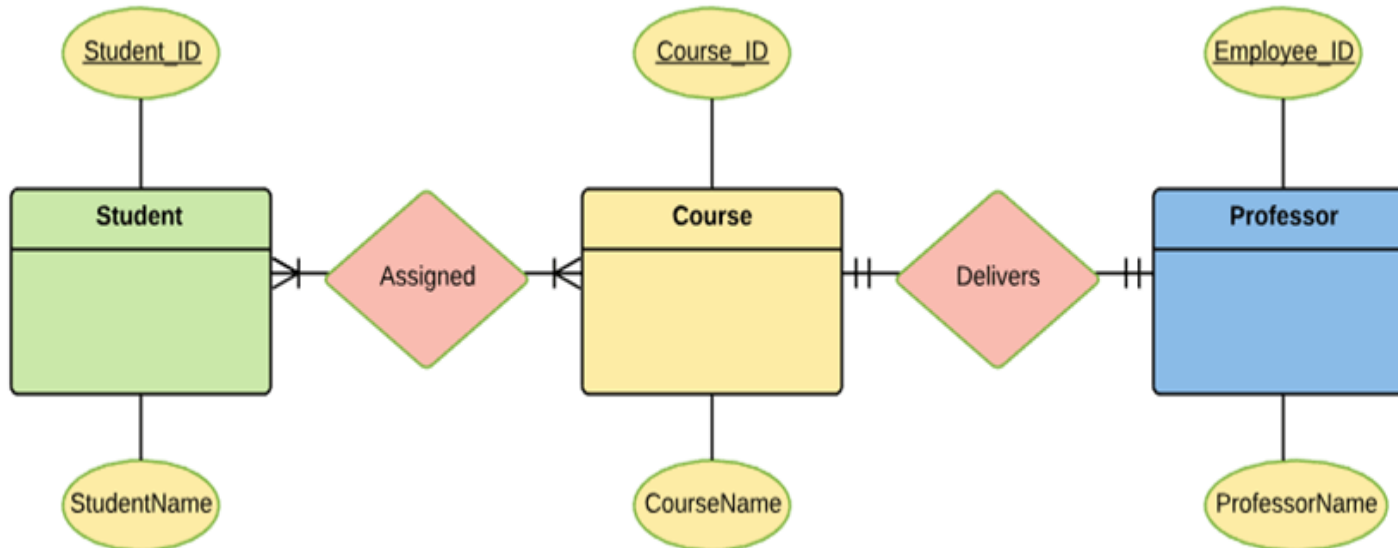 Student_ID
Course_ID
Employee_ID
Student
Course
Professor
Assigned
Delivers
StudentName
CourseName
ProfessorName